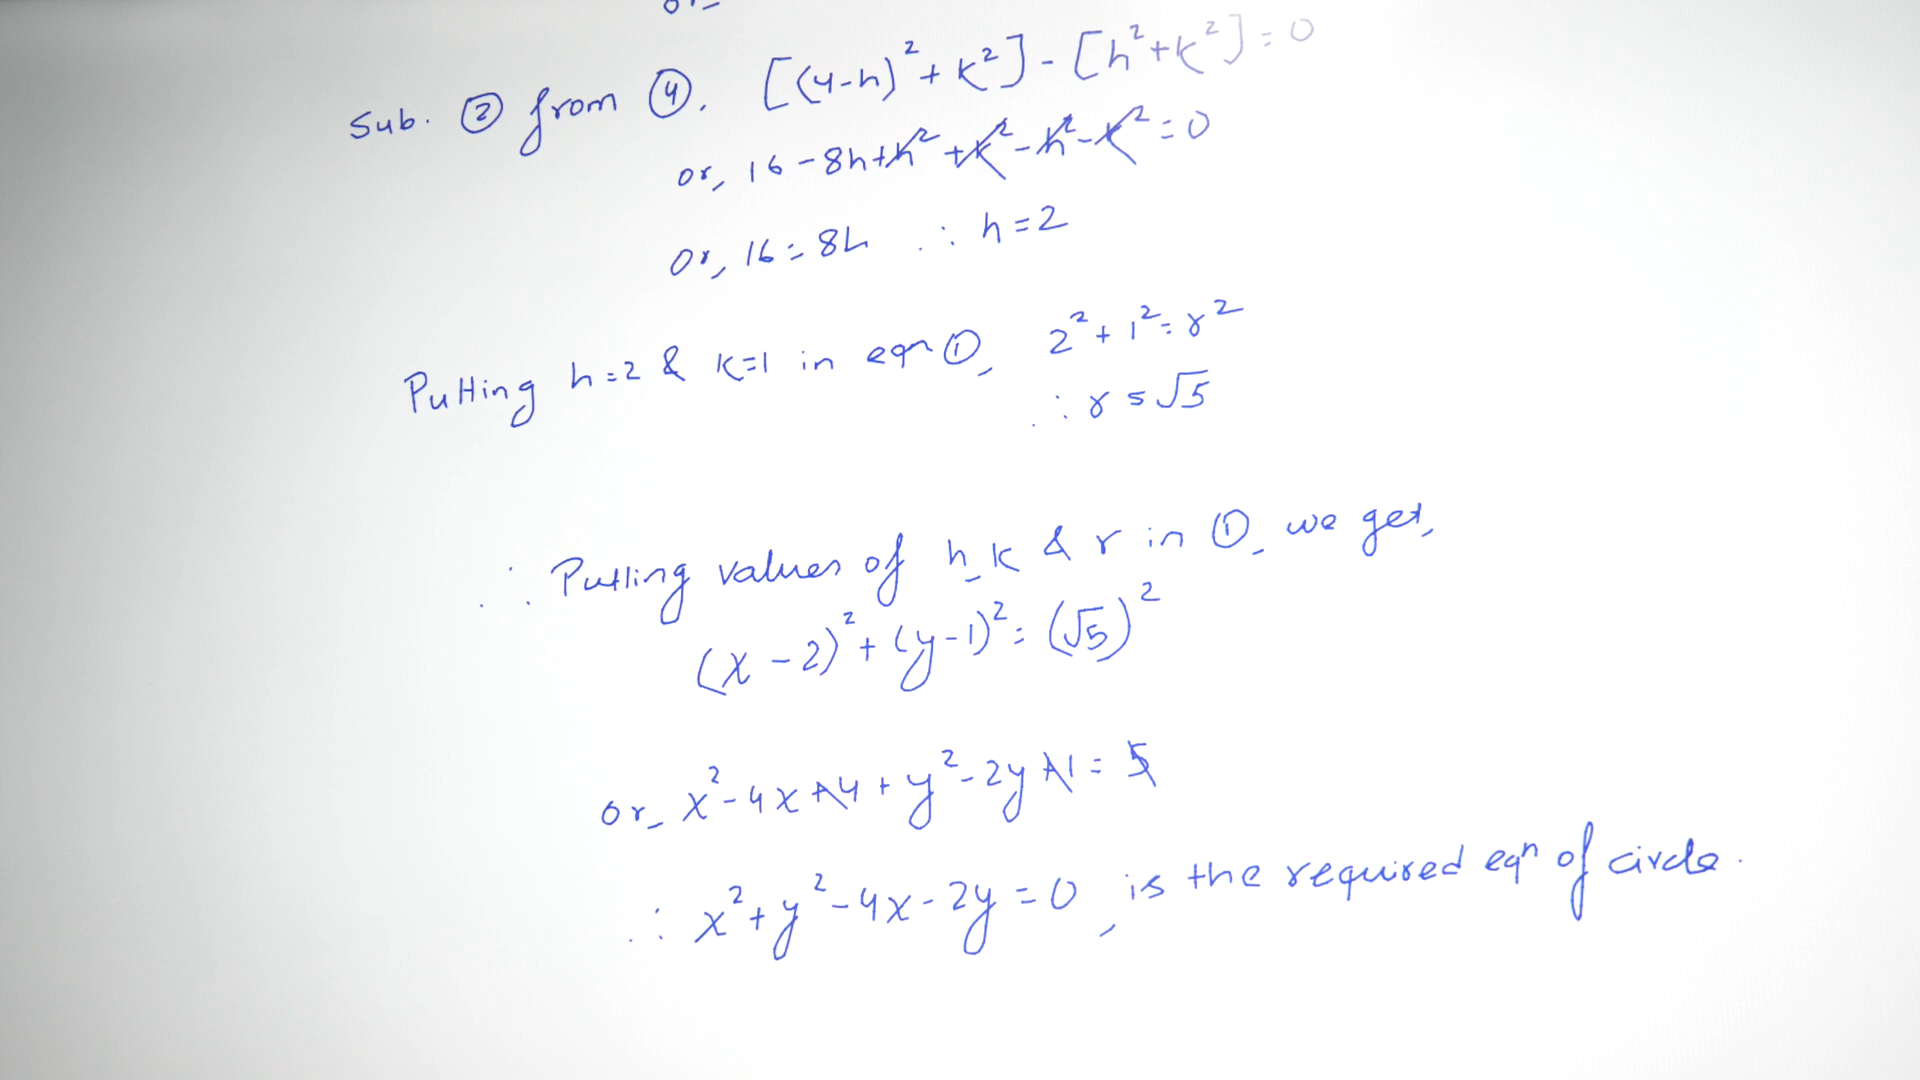 Sub. ② from ④, [(4-h)²+k²] - [h²+k²] = 0
or, 16 - 8h + h² + k² - h² - k² = 0
or, 16 = 8h ∴ h = 2
Putting h = 2 & k = 1 in eqn ①, 2² + 1² = r²
∴ r = √5
∴ Putting values of h, k & r in ①, we get,
(x - 2)² + (y - 1)² = (√5)²
or, x² - 4x + 4 + y² - 2y + 1 = 5
∴ x² + y² - 4x - 2y = 0, is the required eqn of circle.